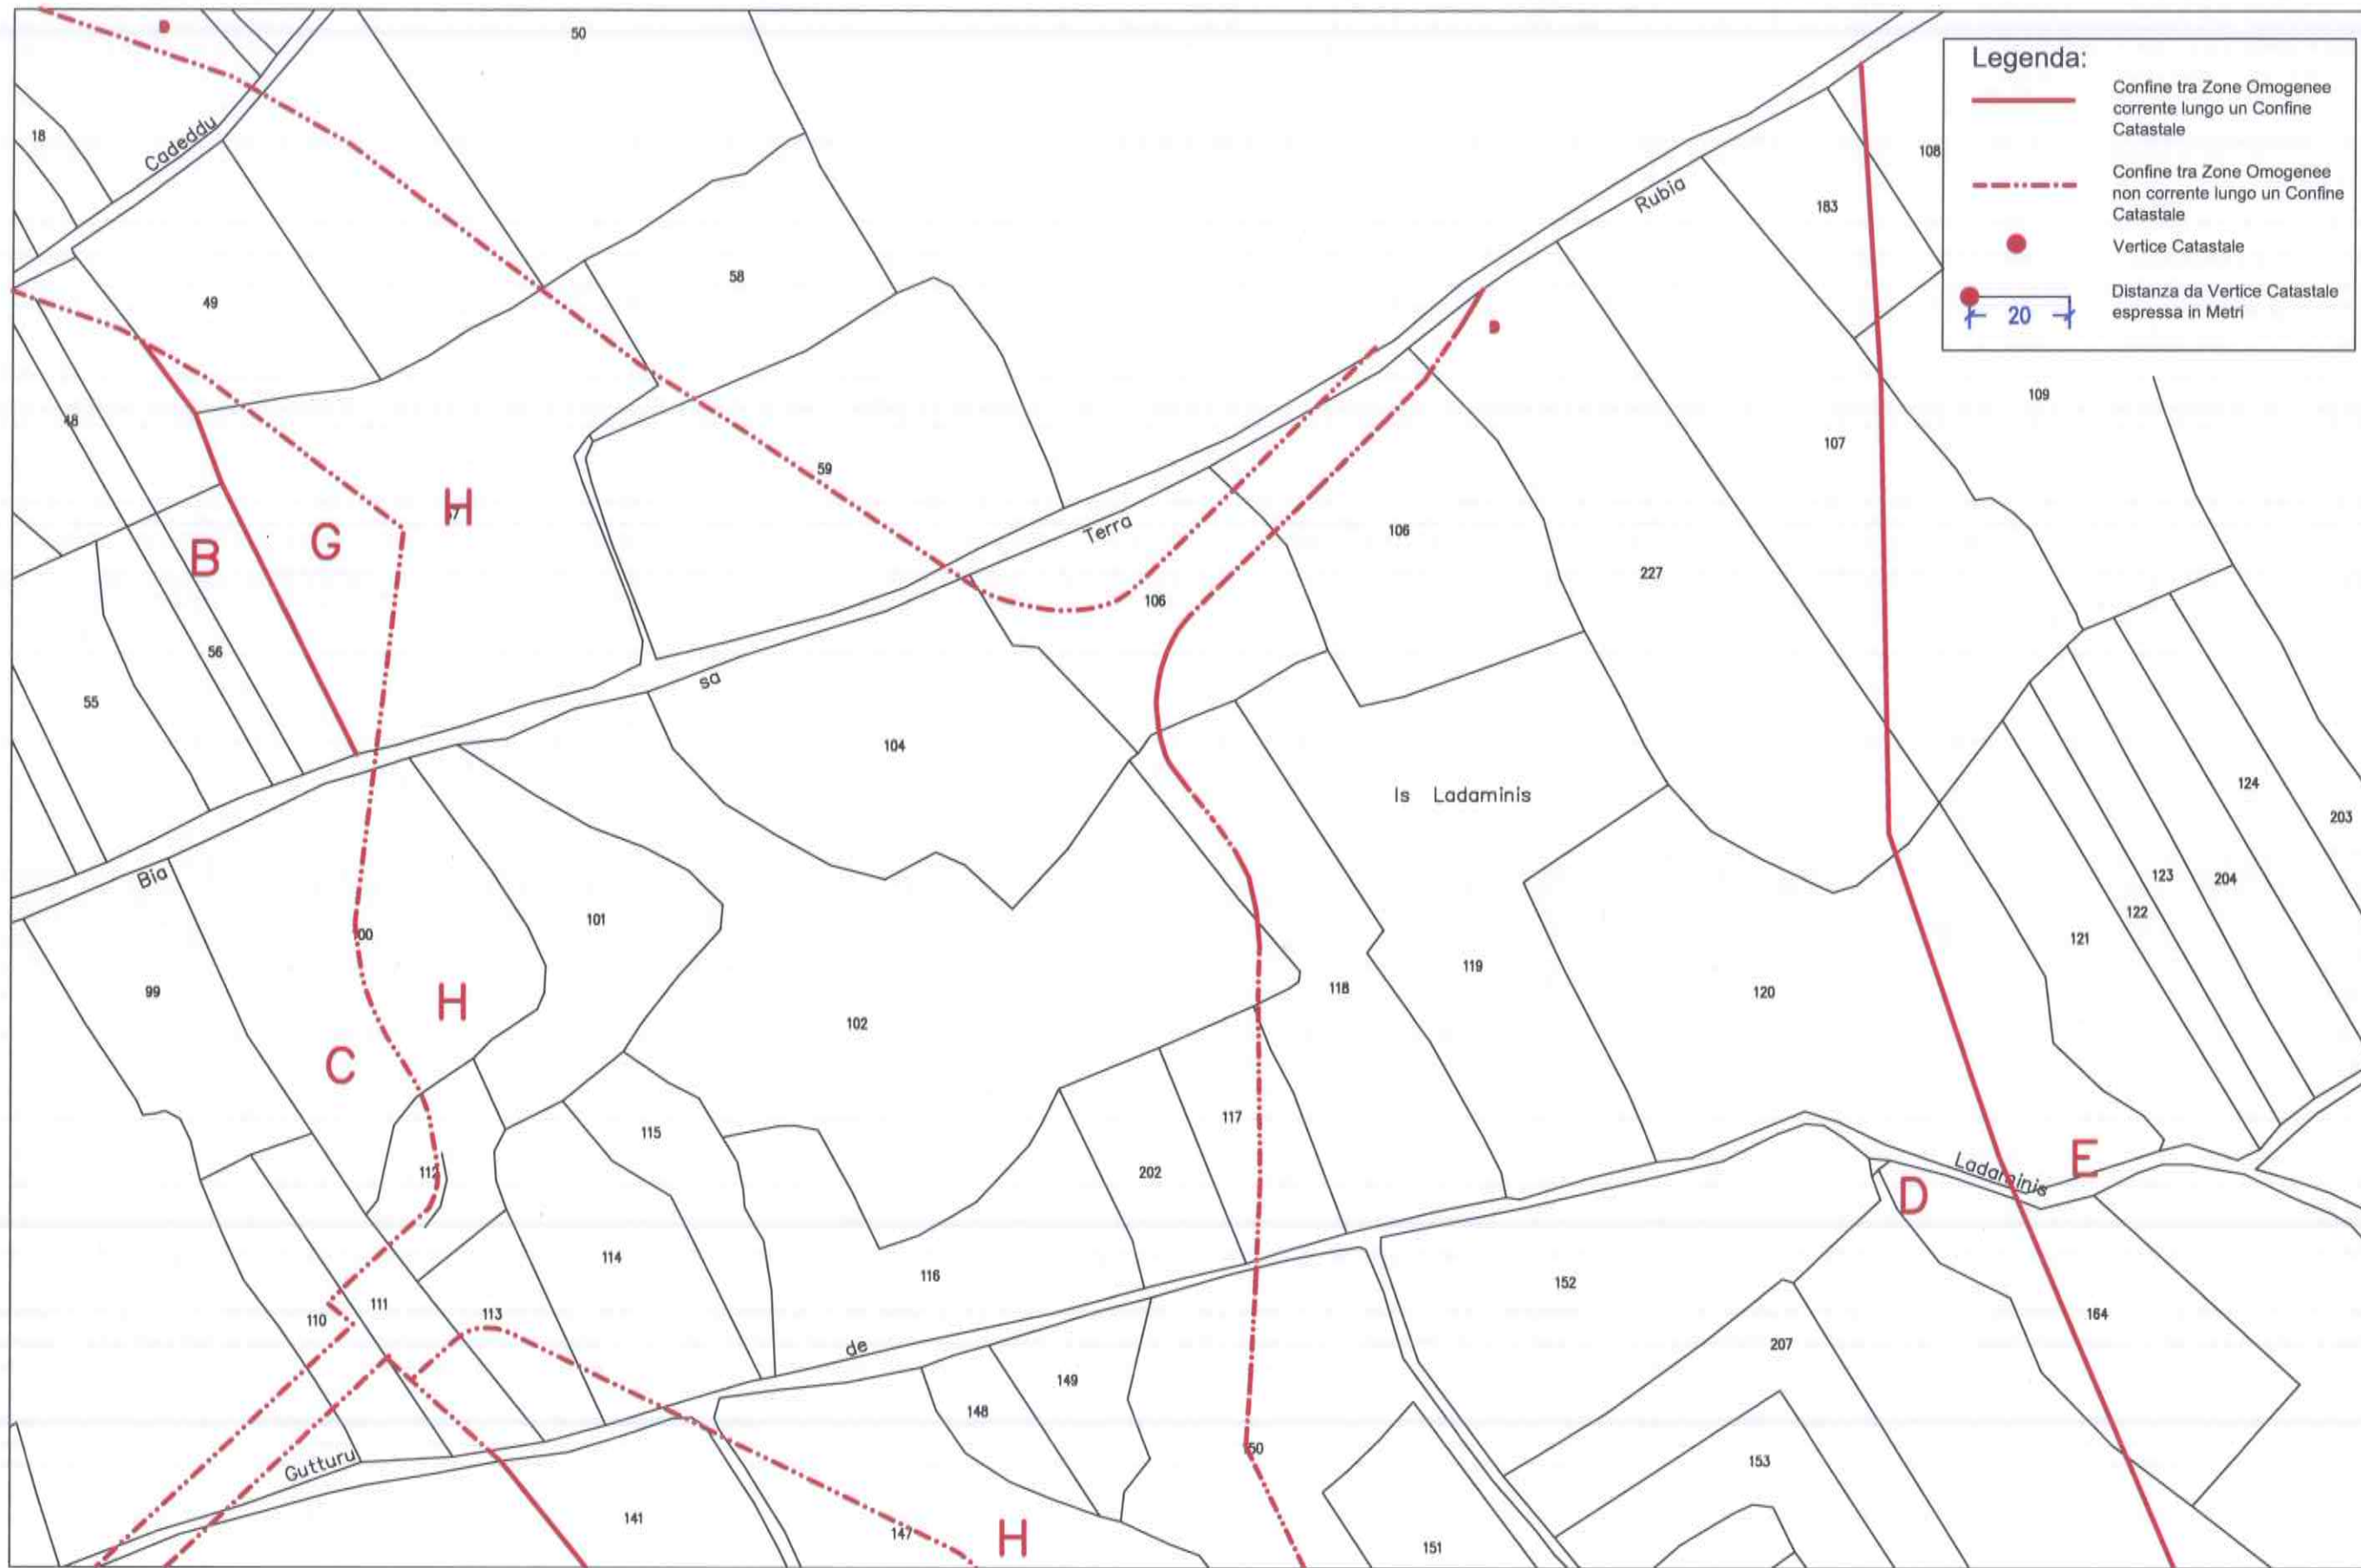 50
Legenda:
Confine tra Zone Omogenee
corrente lungo un Confine
Catastale
Confine tra Zone Omogenee
non corrente lungo un Confine
Catastale
Vertice Catastale
Distanza da Vertice Catastale
espressa in Metri
20
18
Cadeddu
108
183
Rubia
58
49
109
48
107
59
H
106
Terra
G
B
227
106
56
sa
55
104
Is Ladaminis
124
203
Bia
123
204
122
101
121
99
H
118
119
120
102
C
117
115
112
202
E
Ladaminis
D
114
116
152
111
113
110
164
207
de
149
148
153
Gutturu
141
147
H
151